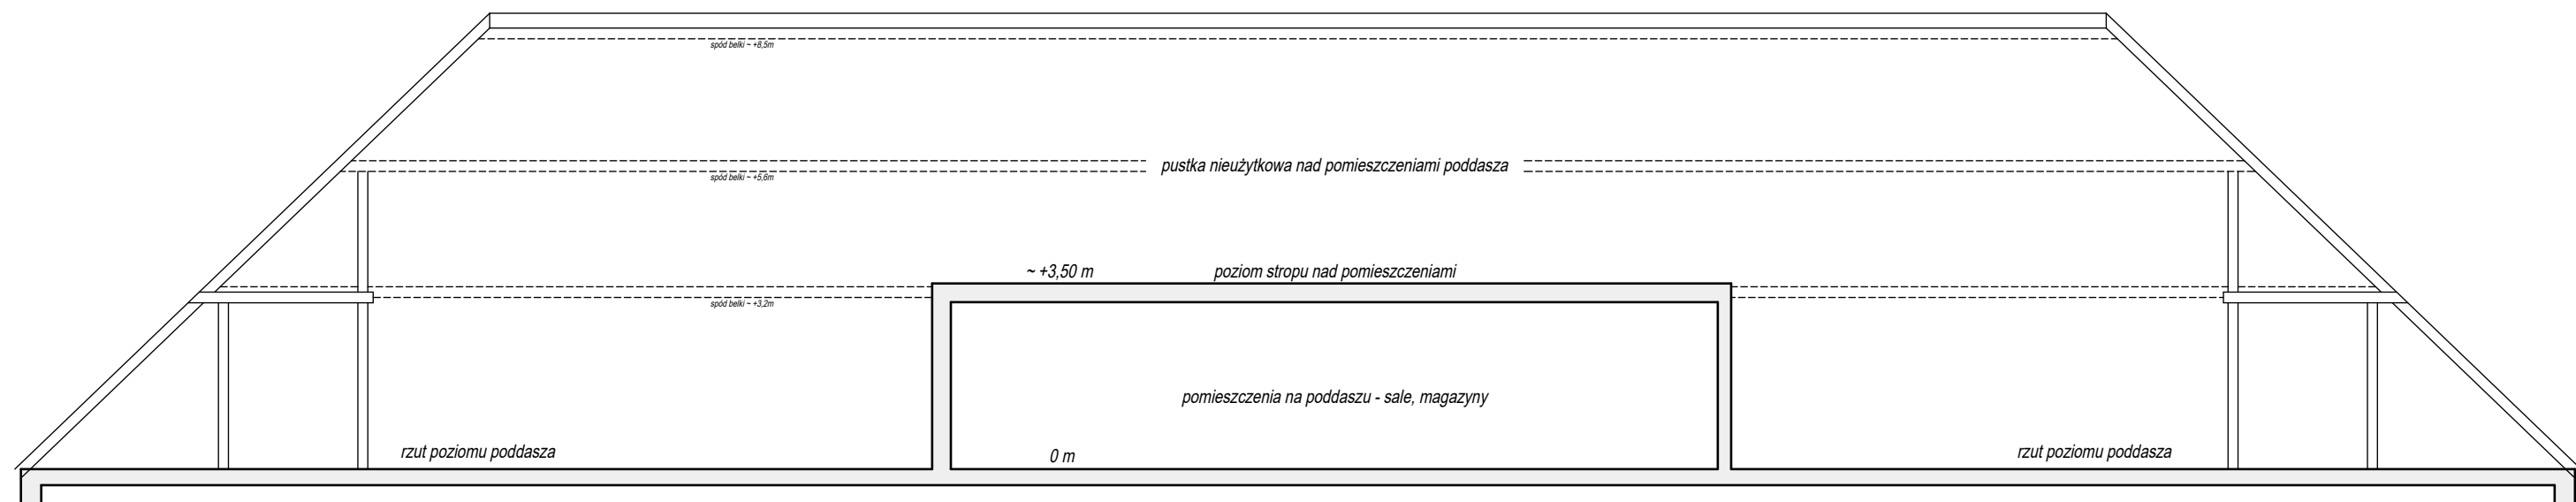 spód belki ~ +8,5m
pustka nieużytkowa nad pomieszczeniami poddasza
spód belki ~ +5,6m
~ +3,50 m
poziom stropu nad pomieszczeniami
spód belki ~ +3,2m
pomieszczenia na poddaszu - sale, magazyny
rzut poziomu poddasza
0 m
rzut poziomu poddasza